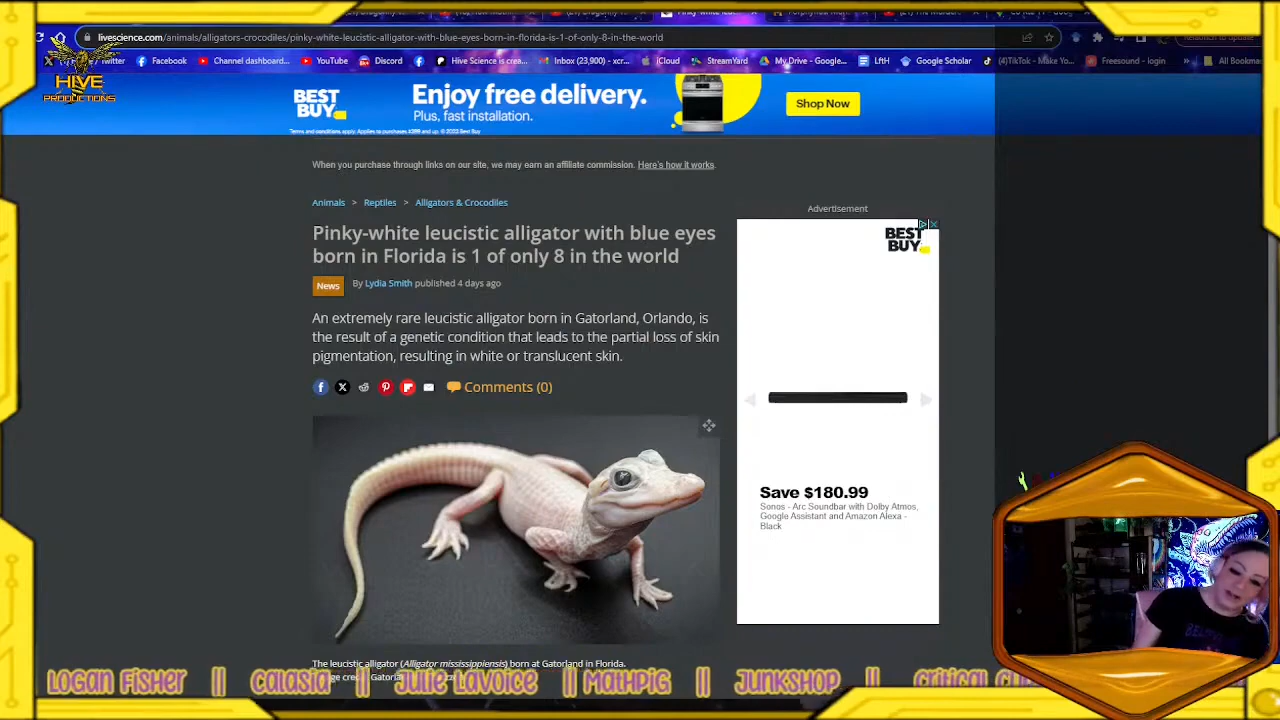 livescience.com/animals/alligators-crocodiles/pinky-white-leucistic-alligator-with-blue-eyes-born-in-florida-is-1-of-only-8-in-the-world
Twitter Facebook Channel dashboard... YouTube Discord Hive Science is crea... Inbox (23,900) - xcr... iCloud StreamYard My Drive - Google... LftH Google Scholar (4)TikTok - Make Yo... Freesound - login » All Bookma
HIVE
PRODUCTIONS
BEST
BUY
Enjoy free delivery.
Plus, fast installation.
Shop Now
When you purchase through links on our site, we may earn an affiliate commission. Here's how it works.
Animals > Reptiles > Alligators & Crocodiles
Pinky-white leucistic alligator with blue eyes
born in Florida is 1 of only 8 in the world
News By Lydia Smith published 4 days ago
An extremely rare leucistic alligator born in Gatorland, Orlando, is
the result of a genetic condition that leads to the partial loss of skin
pigmentation, resulting in white or translucent skin.
Comments (0)
The leucistic alligator (Alligator mississippiensis) born at Gatorland in Florida.
Advertisement
BEST
BUY
Save $180.99
Sonos - Arc Soundbar with Dolby Atmos,
Google Assistant and Amazon Alexa -
Black
Logan Fisher || Calasia || Julie LaVoice || Mathpig || Junkshop || Critical